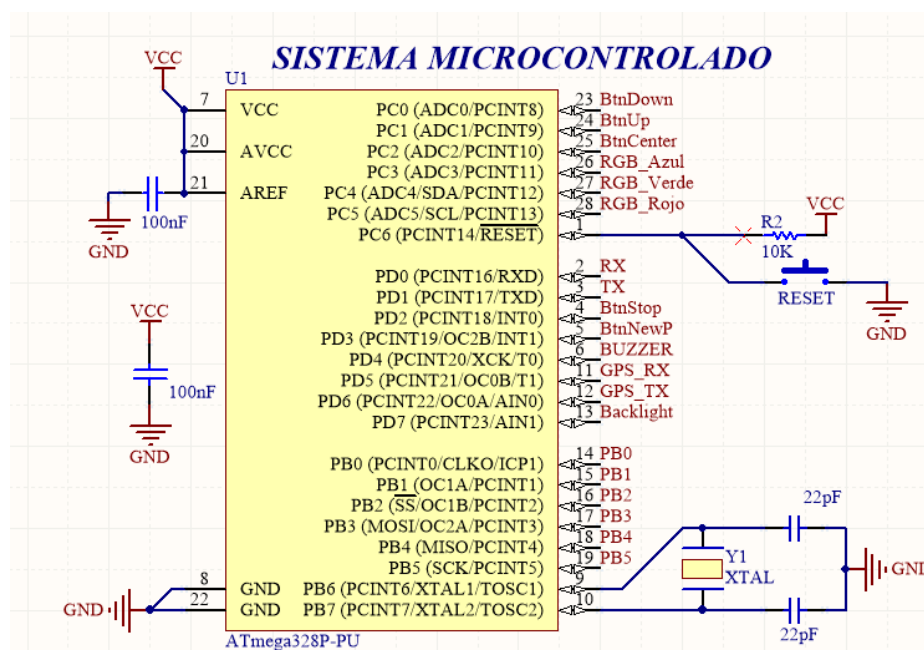 SISTEMA MICROCONTROLADO
VCC
U1
7 VCC
20 AVCC
21 AREF
100nF
GND
VCC
100nF
GND
8 GND
22 GND
GND
ATmega328P-PU
PC0 (ADC0/PCINT8) 23 BtnDown
PC1 (ADC1/PCINT9) 24 BtnUp
PC2 (ADC2/PCINT10) 25 BtnCenter
PC3 (ADC3/PCINT11) 26 RGB_Azul
PC4 (ADC4/SDA/PCINT12) 27 RGB_Verde
PC5 (ADC5/SCL/PCINT13) 28 RGB_Rojo
PC6 (PCINT14/RESET) 1
R2
10K
VCC
RESET
GND
PD0 (PCINT16/RXD) 2 RX
PD1 (PCINT17/TXD) 3 TX
PD2 (PCINT18/INT0) 4 BtnStop
PD3 (PCINT19/OC2B/INT1) 5 BtnNewP
PD4 (PCINT20/XCK/T0) 6 BUZZER
PD5 (PCINT21/OC0B/T1) 11 GPS_RX
PD6 (PCINT22/OC0A/AIN0) 12 GPS_TX
PD7 (PCINT23/AIN1) 13 Backlight
PB0 (PCINT0/CLKO/ICP1) 14 PB0
PB1 (OC1A/PCINT1) 15 PB1
PB2 (SS/OC1B/PCINT2) 16 PB2
PB3 (MOSI/OC2A/PCINT3) 17 PB3
PB4 (MISO/PCINT4) 18 PB4
PB5 (SCK/PCINT5) 19 PB5
PB6 (PCINT6/XTAL1/TOSC1) 9
PB7 (PCINT7/XTAL2/TOSC2) 10
22pF
Y1
XTAL
GND
22pF